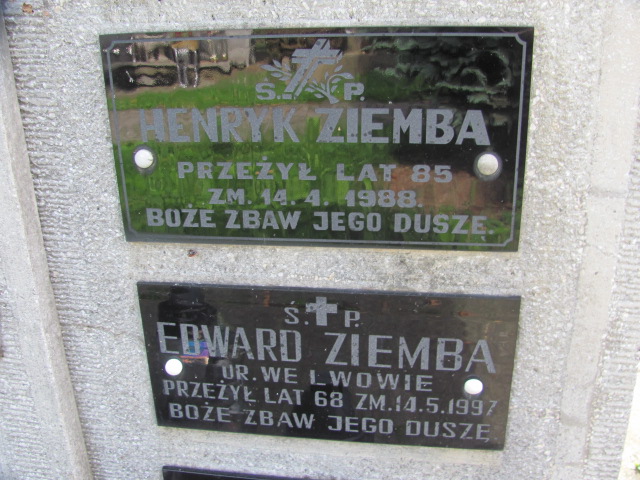 Ś. P.
HENRYK ZIEMBA
PRZEŻYŁ LAT 85
ZM. 14. 4. 1988.
BOŻE ZBAW JEGO DUSZĘ.
Ś. P.
EDWARD ZIEMBA
UR. WE LWOWIE
PRZEŻYŁ LAT 68 ZM. 14.5.1997
BOŻE ZBAW JEGO DUSZĘ